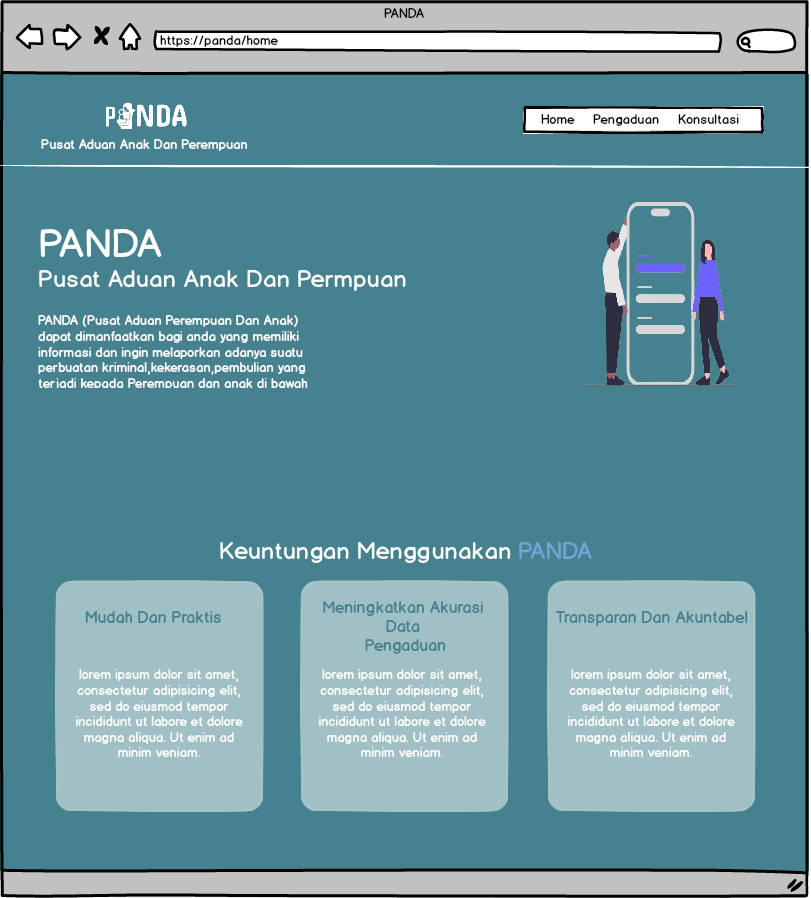 PANDA
https://panda/home
PANDA
Pusat Aduan Anak Dan Perempuan
Home Pengaduan Konsultasi
PANDA
Pusat Aduan Anak Dan Permpuan
PANDA (Pusat Aduan Perempuan Dan Anak)
dapat dimanfaatkan bagi anda yang memiliki
informasi dan ingin melaporkan adanya suatu
perbuatan kriminal,kekerasan,pembulian yang
terjadi kepada Perempuan dan anak di bawah
Keuntungan Menggunakan PANDA
Mudah Dan Praktis
lorem ipsum dolor sit amet,
consectetur adipisicing elit,
sed do eiusmod tempor
incididunt ut labore et dolore
magna aliqua. Ut enim ad
minim veniam.
Meningkatkan Akurasi
Data
Pengaduan
lorem ipsum dolor sit amet,
consectetur adipisicing elit,
sed do eiusmod tempor
incididunt ut labore et dolore
magna aliqua. Ut enim ad
minim veniam.
Transparan Dan Akuntabel
lorem ipsum dolor sit amet,
consectetur adipisicing elit,
sed do eiusmod tempor
incididunt ut labore et dolore
magna aliqua. Ut enim ad
minim veniam.